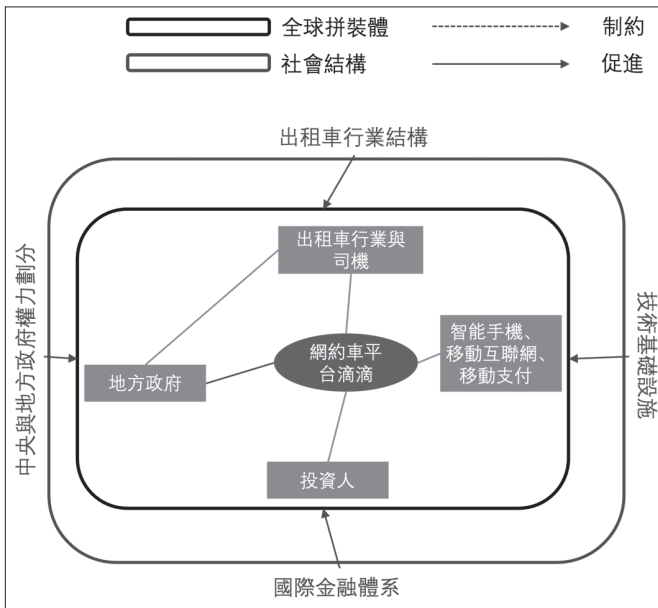 全球拼裝體
制約
社會結構
促進
出租車行業結構
中央與地方政府權力劃分
出租車行業與
司機
網約車平
台滴滴
地方政府
智能手機、
移動互聯網、
移動支付
技術基礎設施
投資人
國際金融體系